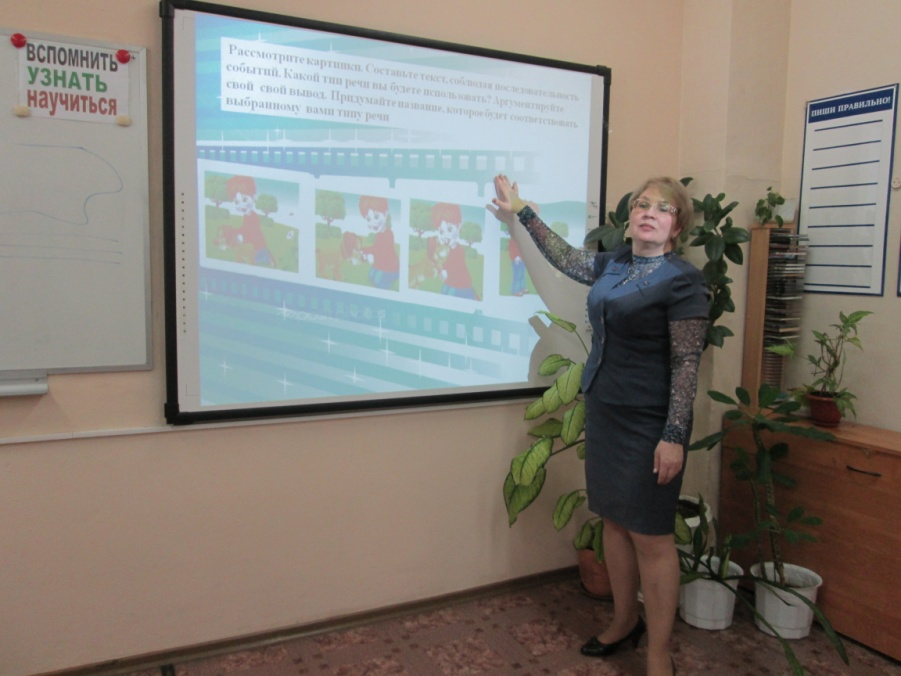 ВСПОМНИТЬ
УЗНАТЬ
НАУЧИТЬСЯ
Рассмотрите картинки. Составьте текст, соблюдая последовательность
событий. Какой тип речи вы будете использовать? Аргументируйте
свой свой вывод. Придумайте название, которое будет соответствовать
выбранному вами типу речи
ПИШИ ПРАВИЛЬНО!